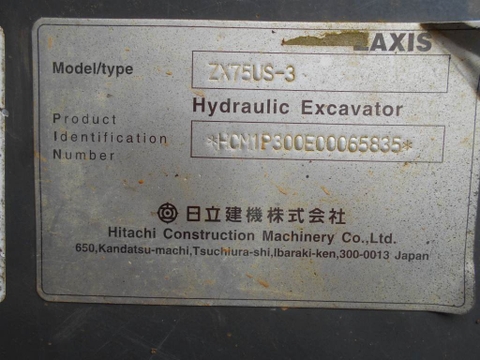 ZAXIS
Model/type ZX75US-3
Hydraulic Excavator
Product
Identification
Number
*HCM1P300E00065835*
日立建機株式会社
Hitachi Construction Machinery Co.,Ltd.
650,Kandatsu-machi,Tsuchiura-shi,Ibaraki-ken,300-0013 Japan